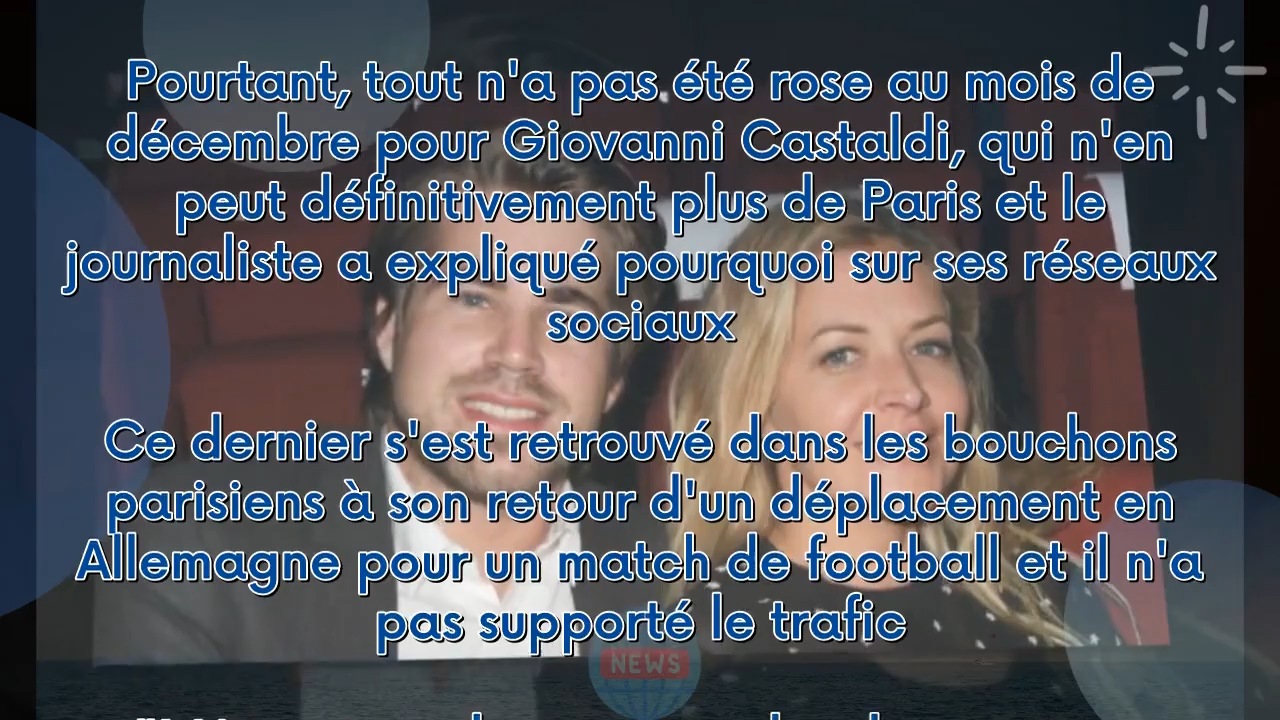 Pourtant, tout n'a pas été rose au mois de
décembre pour Giovanni Castaldi, qui n'en
peut définitivement plus de Paris et le
journaliste a expliqué pourquoi sur ses réseaux
sociaux
Ce dernier s'est retrouvé dans les bouchons
parisiens à son retour d'un déplacement en
Allemagne pour un match de football et il n'a
pas supporté le trafic
NEWS